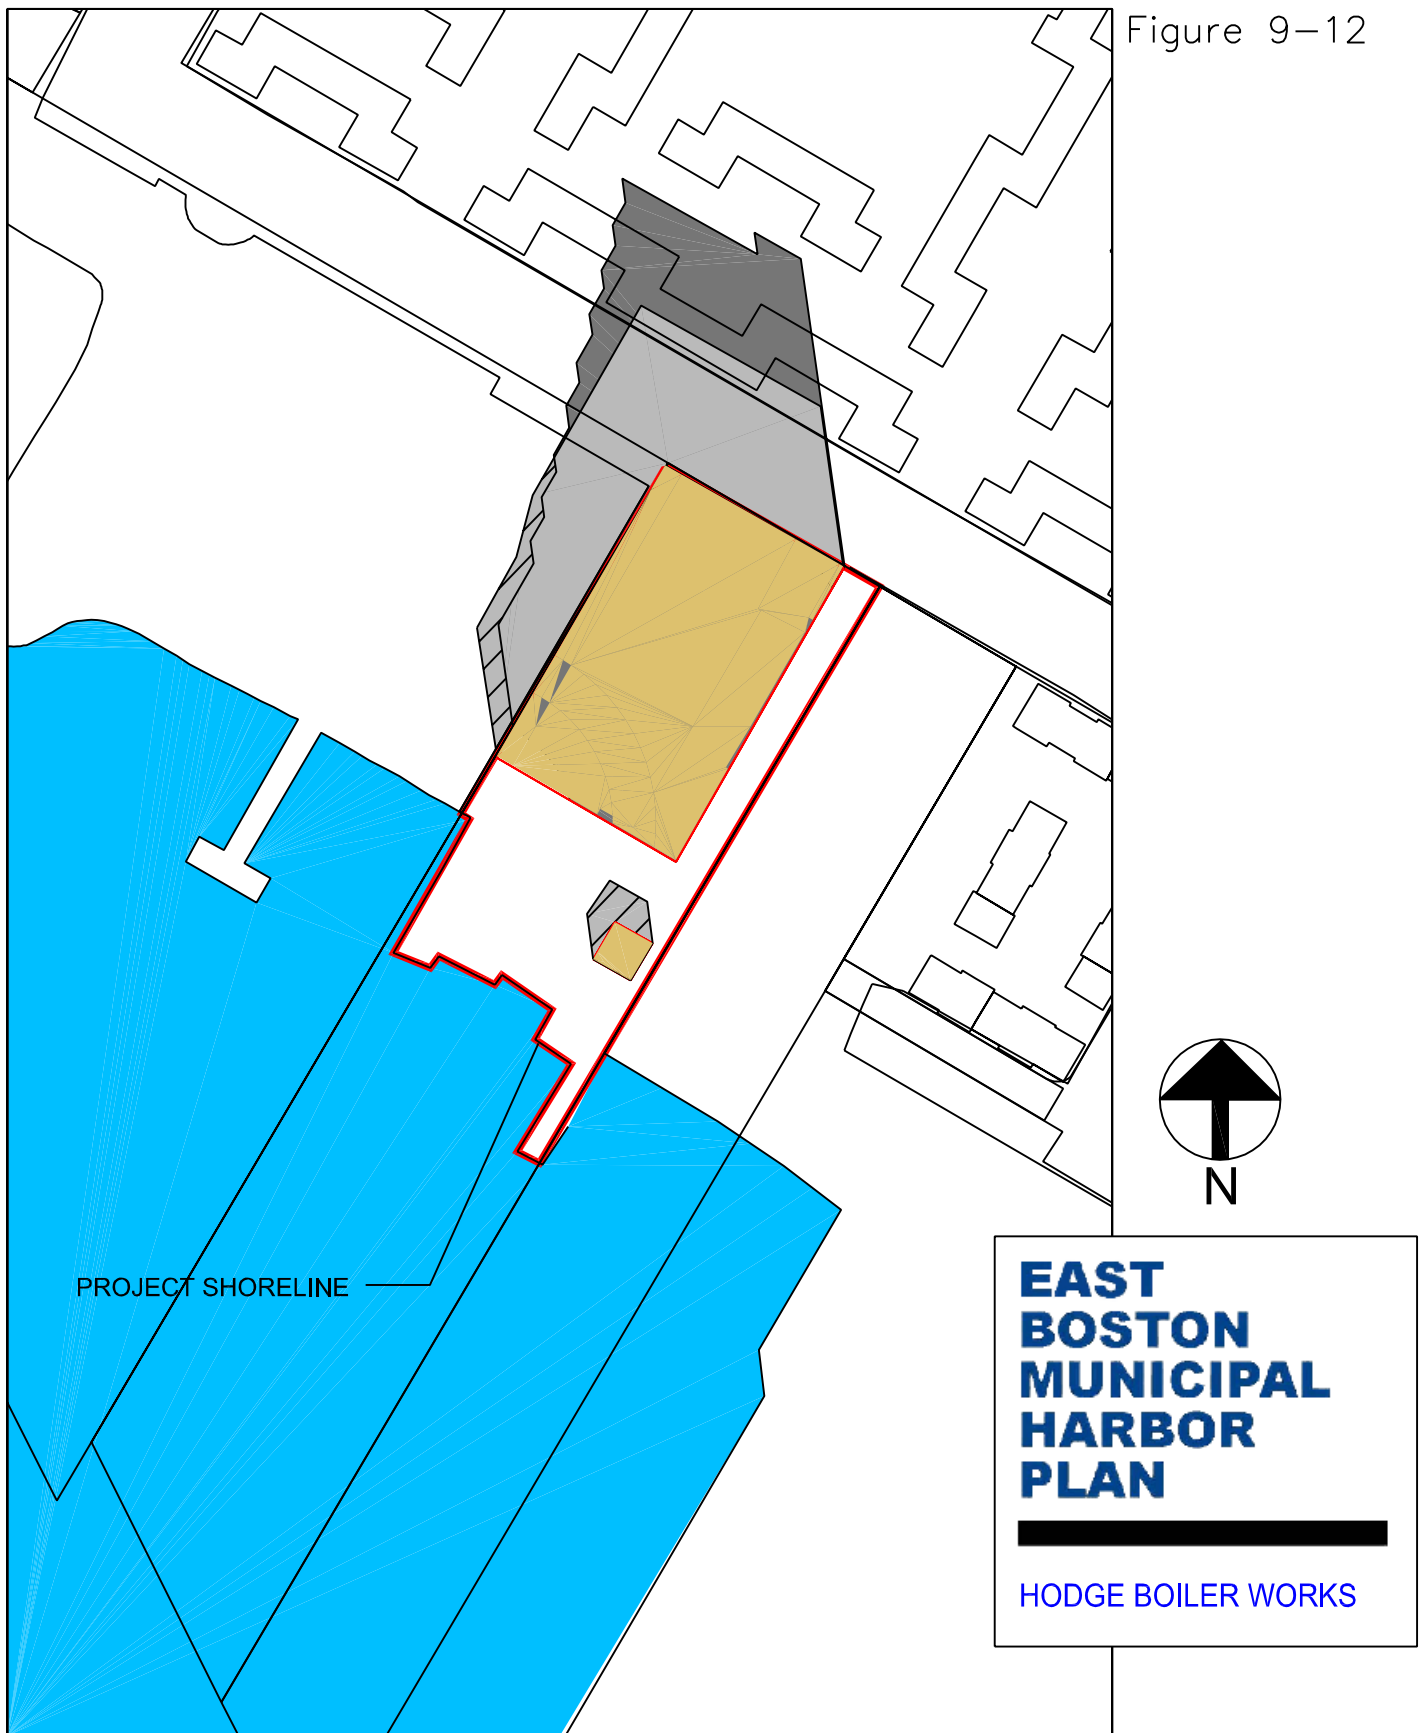 Figure 9-12
PROJECT SHORELINE
N
EAST
BOSTON
MUNICIPAL
HARBOR
PLAN
HODGE BOILER WORKS